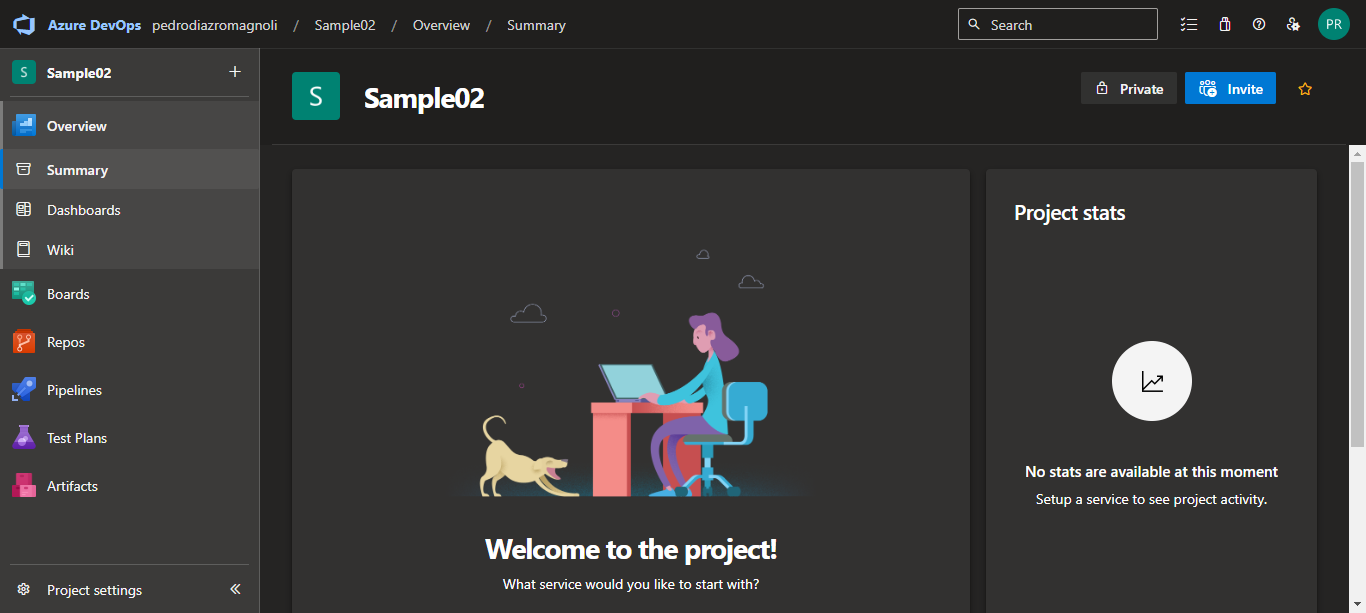 Azure DevOps pedrodiazromagnoli / Sample02 / Overview / Summary Search PR
S Sample02 +
Overview
Summary
Dashboards
Wiki
Boards
Repos
Pipelines
Test Plans
Artifacts
Project settings
S Sample02
Private Invite
Welcome to the project!
What service would you like to start with?
Project stats
No stats are available at this moment
Setup a service to see project activity.